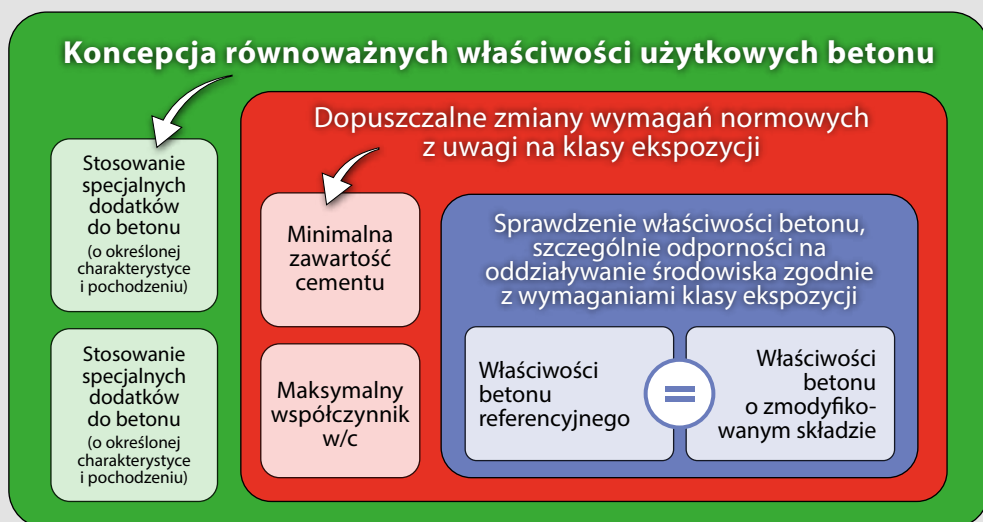 Koncepcja równoważnych właściwości użytkowych betonu
Stosowanie
specjalnych
dodatków
do betonu
(o określonej
charakterystyce
i pochodzeniu)
Stosowanie
specjalnych
dodatków
do betonu
(o określonej
charakterystyce
i pochodzeniu)
Dopuszczalne zmiany wymagań normowych
z uwagi na klasy ekspozycji
Minimalna
zawartość
cementu
Maksymalny
współczynnik
w/c
Sprawdzenie właściwości betonu,
szczególnie odporności na
oddziaływanie środowiska zgodnie
z wymaganiami klasy ekspozycji
Właściwości
betonu
referencyjnego
=
Właściwości
betonu
o zmodyfiko-
wanym składzie